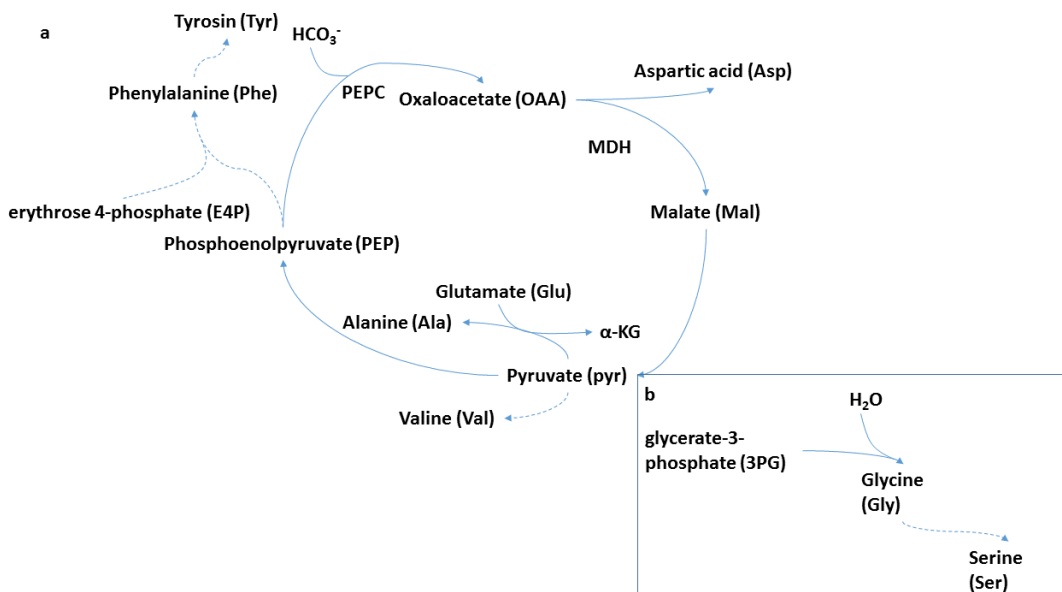 a
Tyrosin (Tyr)
HCO₃⁻
Phenylalanine (Phe)
PEPC
Oxaloacetate (OAA)
Aspartic acid (Asp)
MDH
erythrose 4-phosphate (E4P)
Malate (Mal)
Phosphoenolpyruvate (PEP)
Glutamate (Glu)
Alanine (Ala)
α-KG
Pyruvate (pyr)
Valine (Val)
b
H₂O
glycerate-3-
phosphate (3PG)
Glycine
(Gly)
Serine
(Ser)